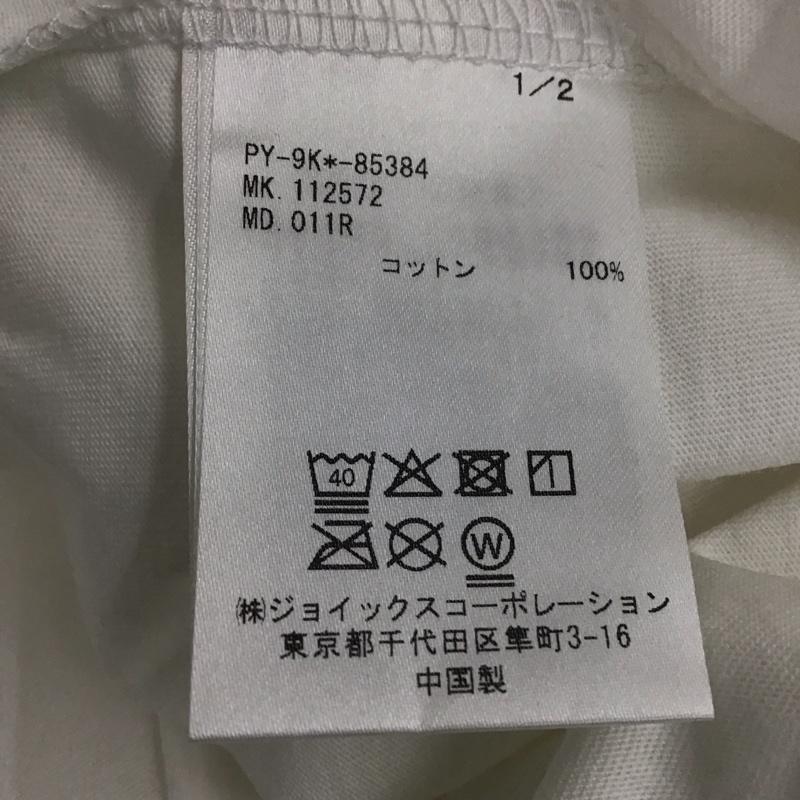 1/2
PY-9K*-85384
MK.112572
MD.011R
コットン 100%
40
W
㈱ジョイックスコーポレーション
東京都千代田区隼町3-16
中国製